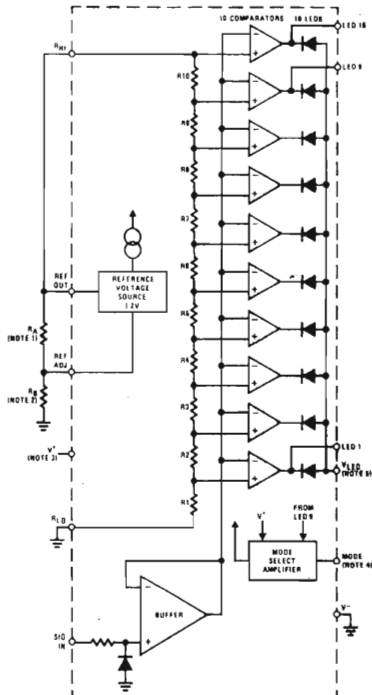 10 COMPARATORS 10 LEDS
LED 10
RHI
LED 9
R10
R9
R8
R7
R6
R5
R4
R3
R2
R1
REF
OUT
REFERENCE
VOLTAGE
SOURCE
1 2V
RA
(NOTE 1)
REF
ADJ
RB
(NOTE 2)
V+
(NOTE 3)
LED 1
VLED
(NOTE 5)
RLO
FROM
LED 9
V+
MODE
SELECT
AMPLIFIER
MODE
(NOTE 4)
BUFFER
V-
SIG
IN